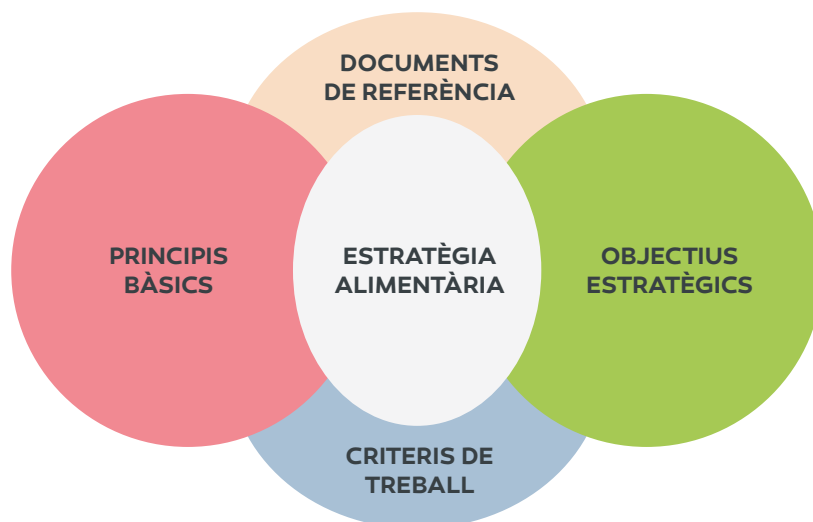 DOCUMENTS
DE REFERÈNCIA
PRINCIPIS
BÀSICS
ESTRATÈGIA
ALIMENTÀRIA
OBJECTIUS
ESTRATÈGICS
CRITERIS DE
TREBALL